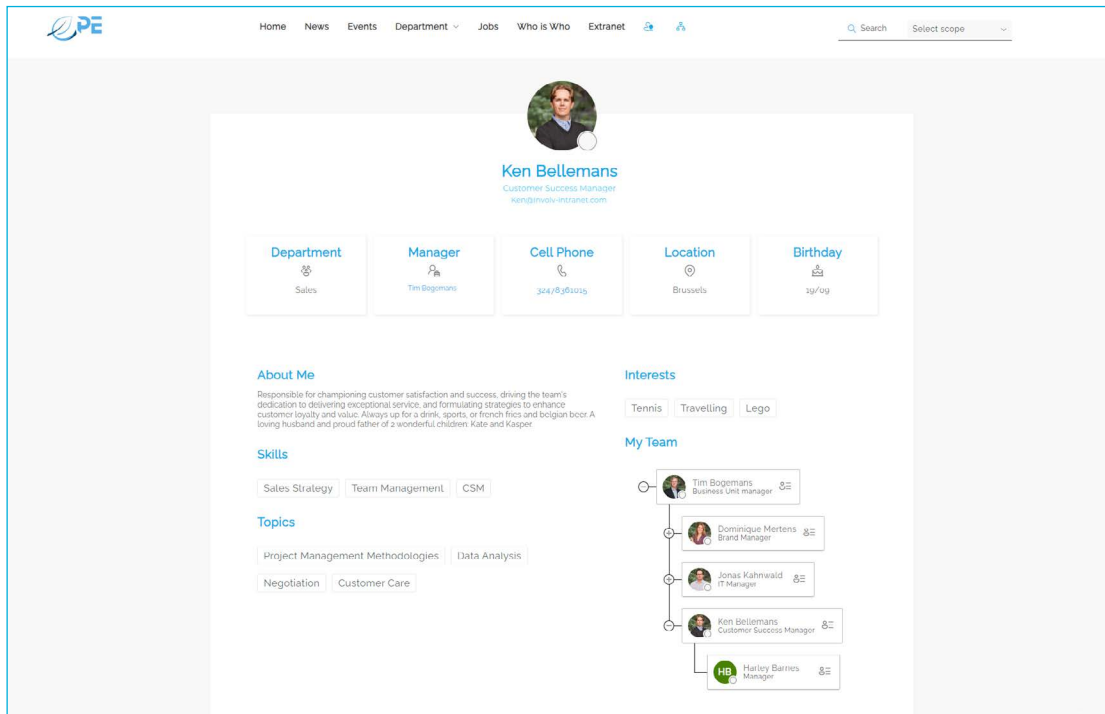 PE
Home News Events Department Jobs Who is Who Extranet Search Select scope
Ken Bellemans
Customer Success Manager
Ken@involv-intranet.com
Department Manager Cell Phone Location Birthday
Sales Tim Bogemans 32478361015 Brussels 19/09
About Me
Responsible for championing customer satisfaction and success, driving the team's
dedication to delivering exceptional service, and formulating strategies to enhance
customer loyalty and value. Always up for a drink, sports, or french fries and belgian beer. A
loving husband and proud father of 2 wonderful children: Kate and Kasper.
Skills
Sales Strategy Team Management CSM
Topics
Project Management Methodologies Data Analysis
Negotiation Customer Care
Interests
Tennis Travelling Lego
My Team
Tim Bogemans
Business Unit manager
Dominique Mertens
Brand Manager
Jonas Kahnwald
IT Manager
Ken Bellemans
Customer Success Manager
HB
Harley Barnes
Manager